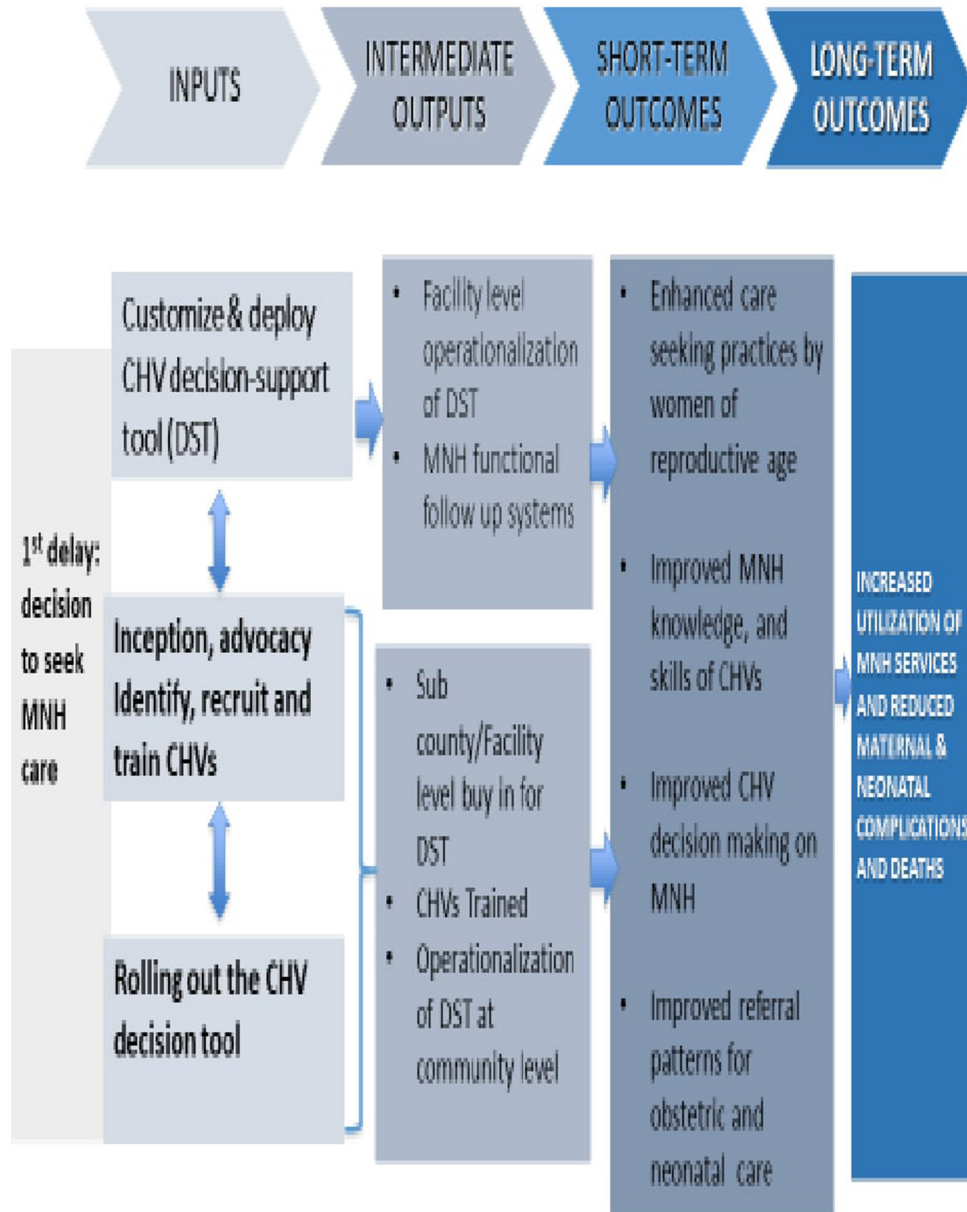 INPUTS
INTERMEDIATE
OUTPUTS
SHORT-TERM
OUTCOMES
LONG-TERM
OUTCOMES
1st delay:
decision
to seek
MNH
care
Customize & deploy
CHV decision-support
tool (DST)
Inception, advocacy
Identify, recruit and
train CHVs
Rolling out the CHV
decision tool
• Facility level
operationalization
of DST
• MNH functional
follow up systems
• Sub
county/Facility
level buy in for
DST
• CHVs Trained
• Operationalization
of DST at
community level
• Enhanced care
seeking practices by
women of
reproductive age
• Improved MNH
knowledge, and
skills of CHVs
• Improved CHV
decision making on
MNH
• Improved referral
patterns for
obstetric and
neonatal care
INCREASED
UTILIZATION OF
MNH SERVICES
AND REDUCED
MATERNAL &
NEONATAL
COMPLICATIONS
AND DEATHS